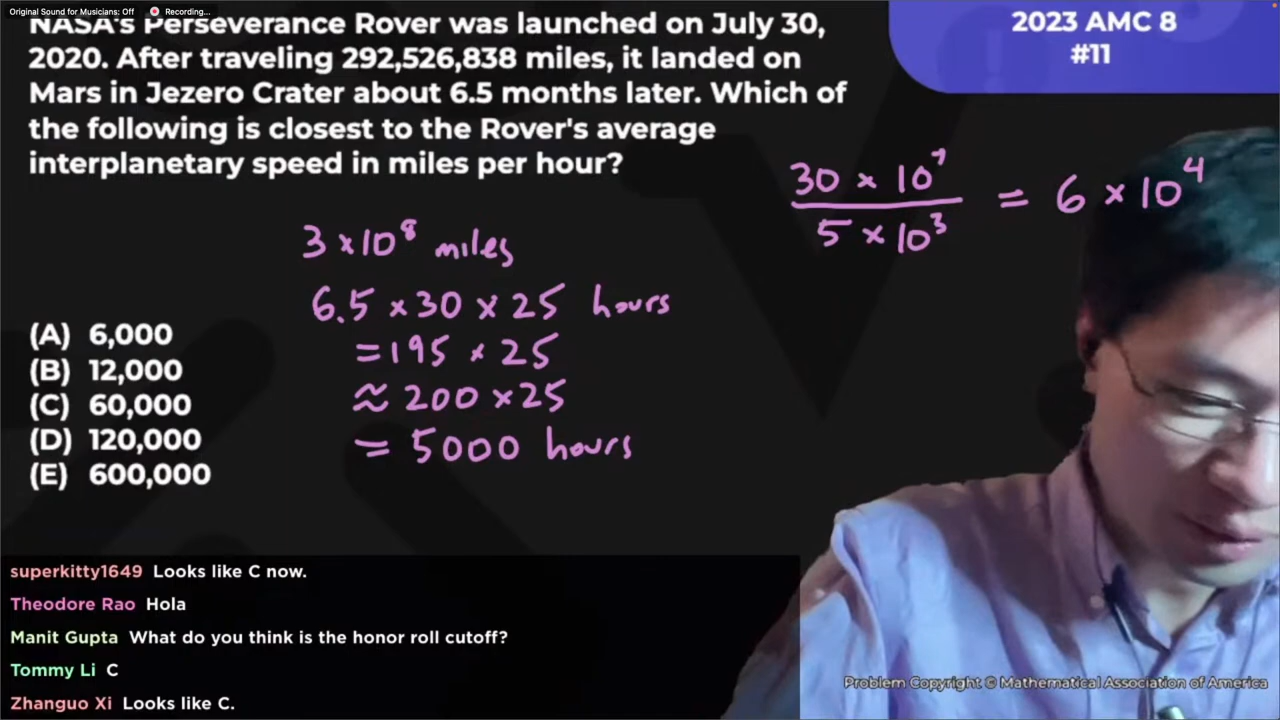 Original Sound for Musicians: Off Recording...
NASA's Perseverance Rover was launched on July 30,
2020. After traveling 292,526,838 miles, it landed on
Mars in Jezero Crater about 6.5 months later. Which of
the following is closest to the Rover's average
interplanetary speed in miles per hour?
2023 AMC 8
#11
30 × 10⁷
5 × 10³
= 6 × 10⁴
3 × 10⁸ miles
6.5 × 30 × 25 hours
= 195 × 25
≈ 200 × 25
= 5000 hours
(A) 6,000
(B) 12,000
(C) 60,000
(D) 120,000
(E) 600,000
superkitty1649 Looks like C now.
Theodore Rao Hola
Manit Gupta What do you think is the honor roll cutoff?
Tommy Li C
Zhanguo Xi Looks like C.
Problem Copyright © Mathematical Association of America